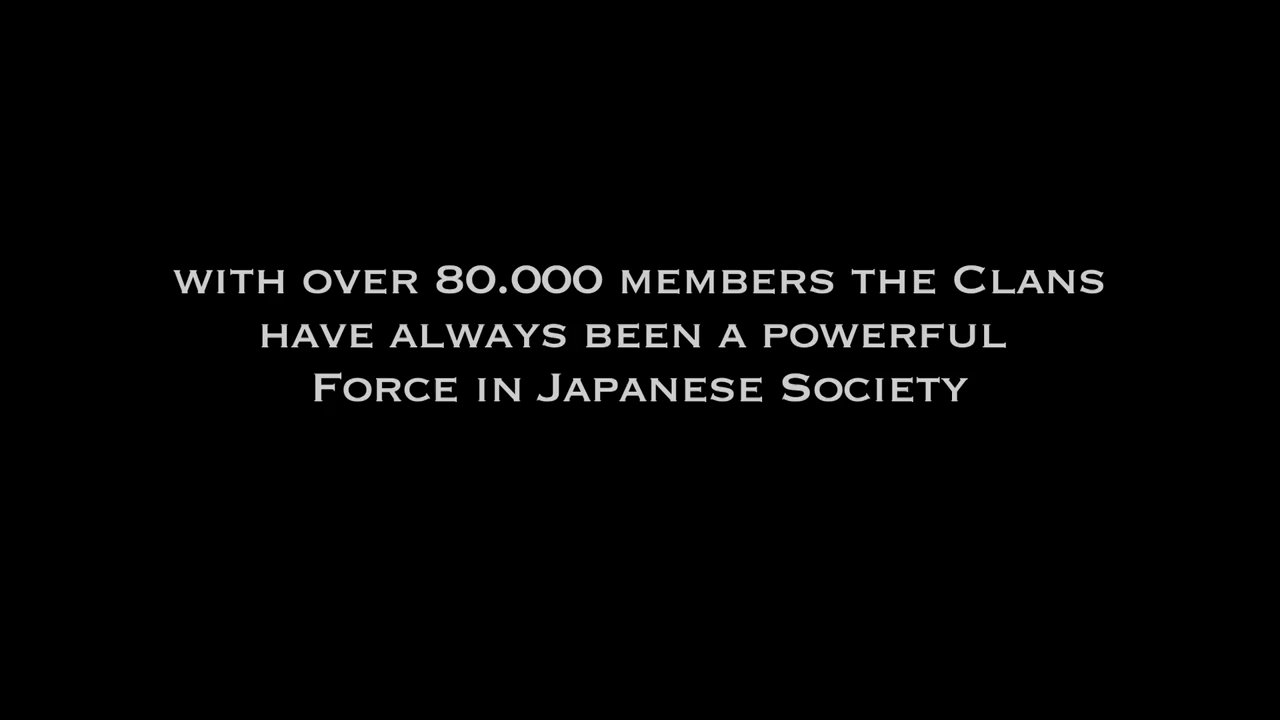 with over 80.000 members the Clans
have always been a powerful
Force in Japanese Society